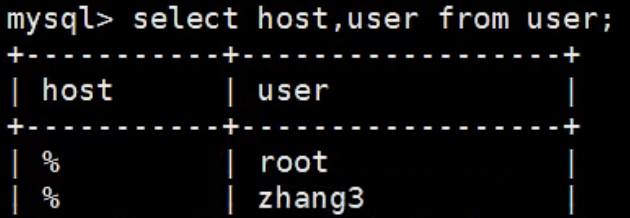 mysql> select host,user from user;
+-----------+------------------+
| host      | user             |
+-----------+------------------+
| %         | root             |
| %         | zhang3           |